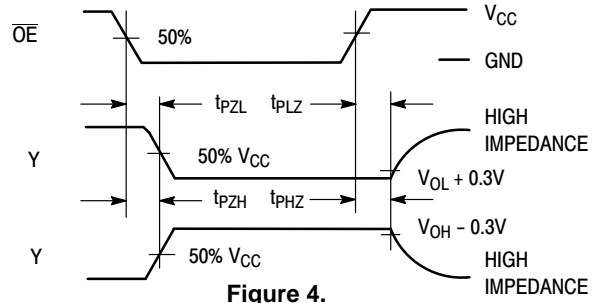 OE
50%
VCC
GND
tPZL
tPLZ
HIGH
IMPEDANCE
Y
50% VCC
VOL + 0.3V
tPZH
tPHZ
VOH − 0.3V
Y
50% VCC
HIGH
IMPEDANCE
Figure 4.